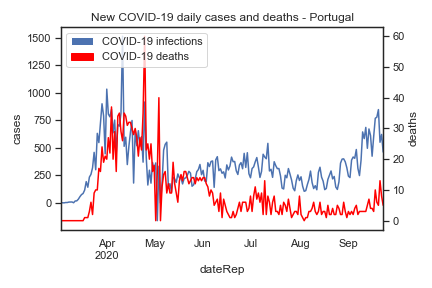 New COVID-19 daily cases and deaths - Portugal
COVID-19 infections
COVID-19 deaths
1500
1250
1000
750
500
250
0
cases
60
50
40
30
20
10
0
deaths
Apr
2020
May
Jun
Jul
Aug
Sep
dateRep